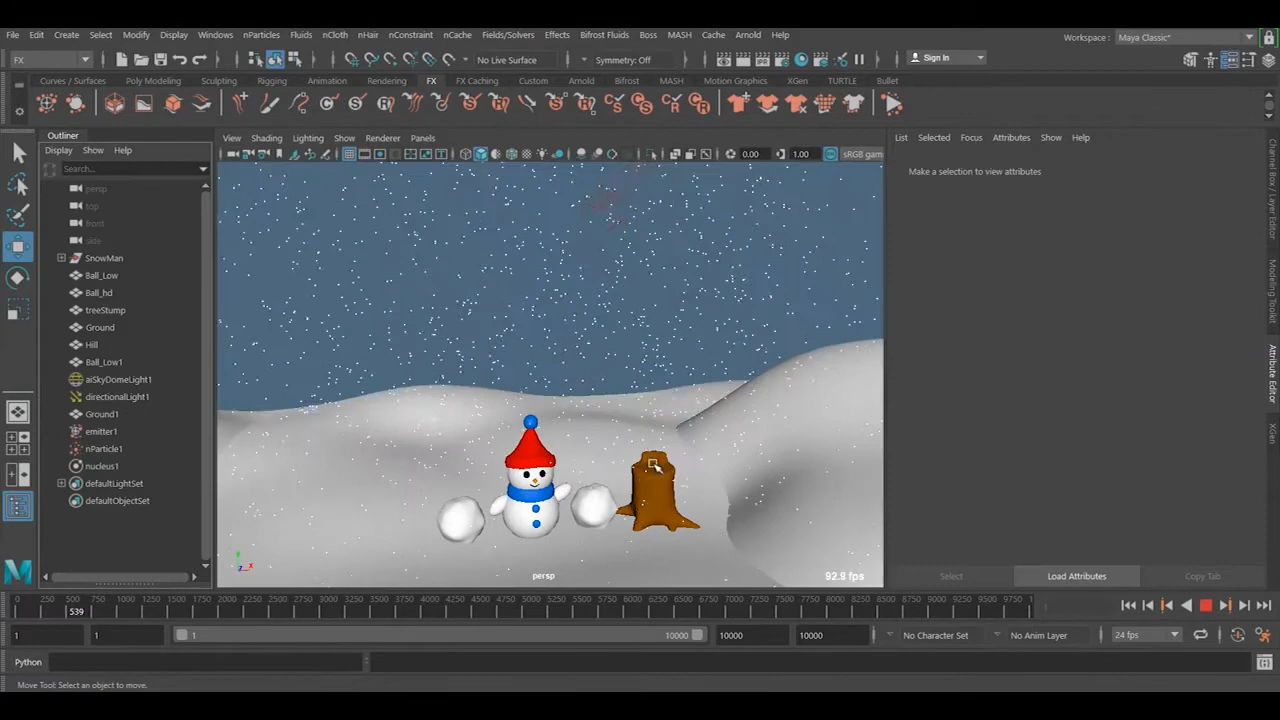 File Edit Create Select Modify Display Windows nParticles Fluids nCloth nHair nConstraint nCache Fields/Solvers Effects Bifrost Fluids Boss MASH Cache Arnold Help
Workspace : Maya Classic*
FX
No Live Surface
Symmetry: Off
Sign In
Curves / Surfaces Poly Modeling Sculpting Rigging Animation Rendering FX FX Caching Custom Arnold Bifrost MASH Motion Graphics XGen TURTLE Bullet
Outliner
Display Show Help
Search...
View Shading Lighting Show Renderer Panels
0.00 1.00 sRGB gam
List Selected Focus Attributes Show Help
Make a selection to view attributes
persp
top
front
side
SnowMan
Ball_Low
Ball_hd
treeStump
Ground
Hill
Ball_Low1
aiSkyDomeLight1
directionalLight1
Ground1
emitter1
nParticle1
nucleus1
defaultLightSet
defaultObjectSet
Channel Box / Layer Editor
Modeling Toolkit
Attribute Editor
XGen
persp
92.8 fps
Select Load Attributes Copy Tab
0 250 500 750 1000 1250 1500 1750 2000 2250 2500 2750 3000 3250 3500 3750 4000 4250 4500 4750 5000 5250 5500 5750 6000 6250 6500 6750 7000 7250 7500 7750 8000 8250 8500 8750 9000 9250 9500 9750 1
539
1 1 1 10000 10000 10000 No Character Set No Anim Layer 24 fps
Python
Move Tool: Select an object to move.